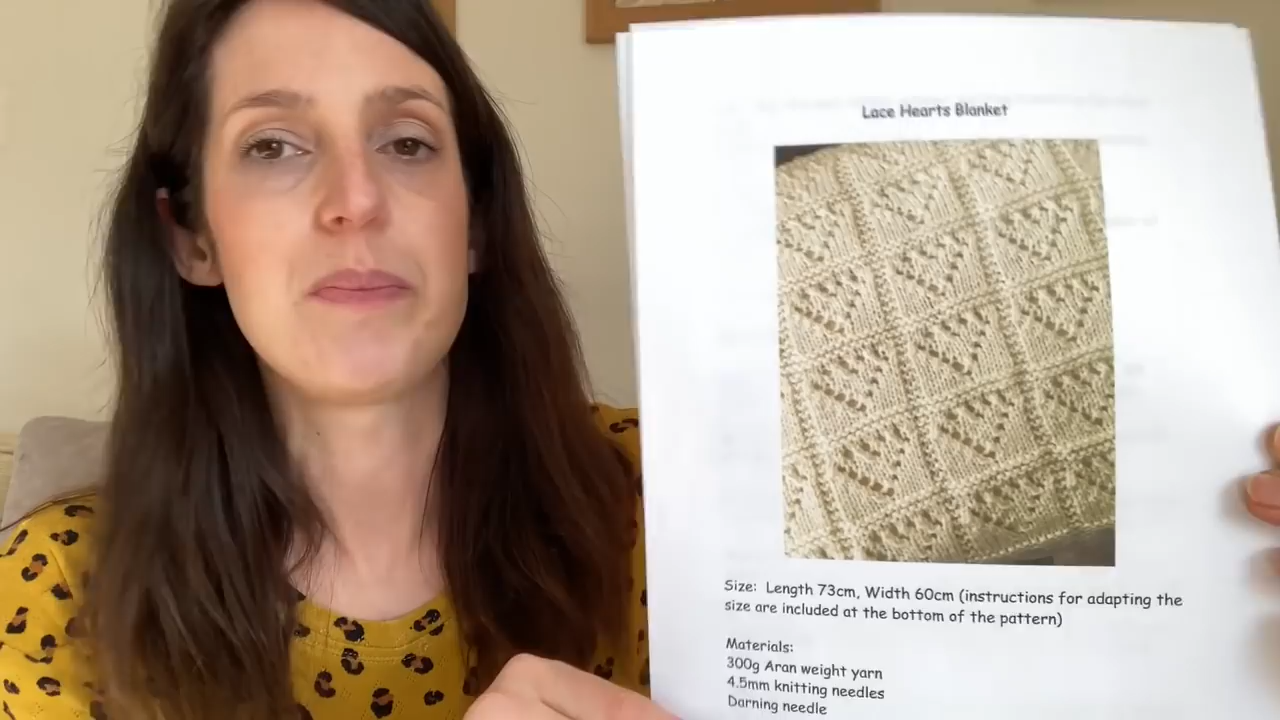 Lace Hearts Blanket
Size: Length 73cm, Width 60cm (instructions for adapting the
size are included at the bottom of the pattern)
Materials:
300g Aran weight yarn
4.5mm knitting needles
Darning needle